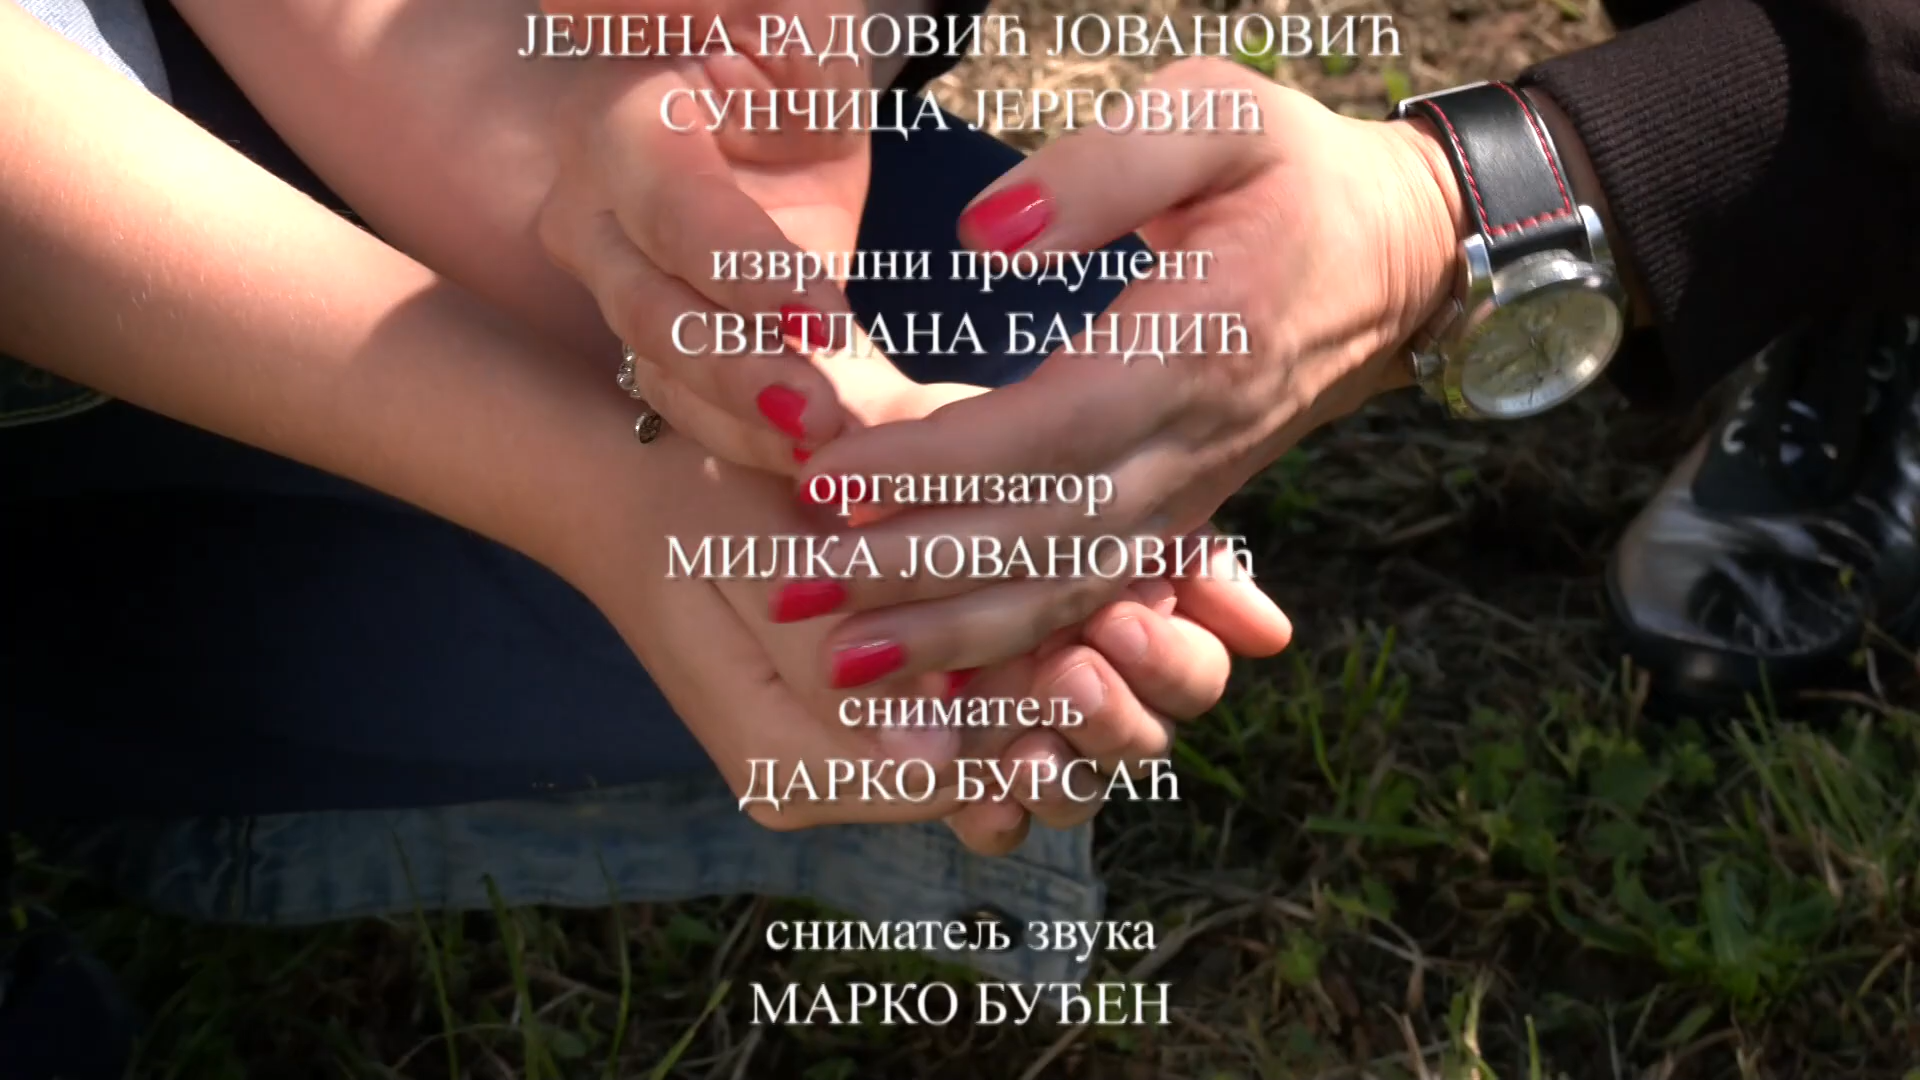 ЈЕЛЕНА РАДОВИЋ ЈОВАНОВИЋ
СУНЧИЦА ЈЕРГОВИЋ
извршни продуцент
СВЕТЛАНА БАНДИЋ
организатор
МИЛКА ЈОВАНОВИЋ
сниматељ
ДАРКО БУРСАЋ
сниматељ звука
МАРКО БУЂЕН